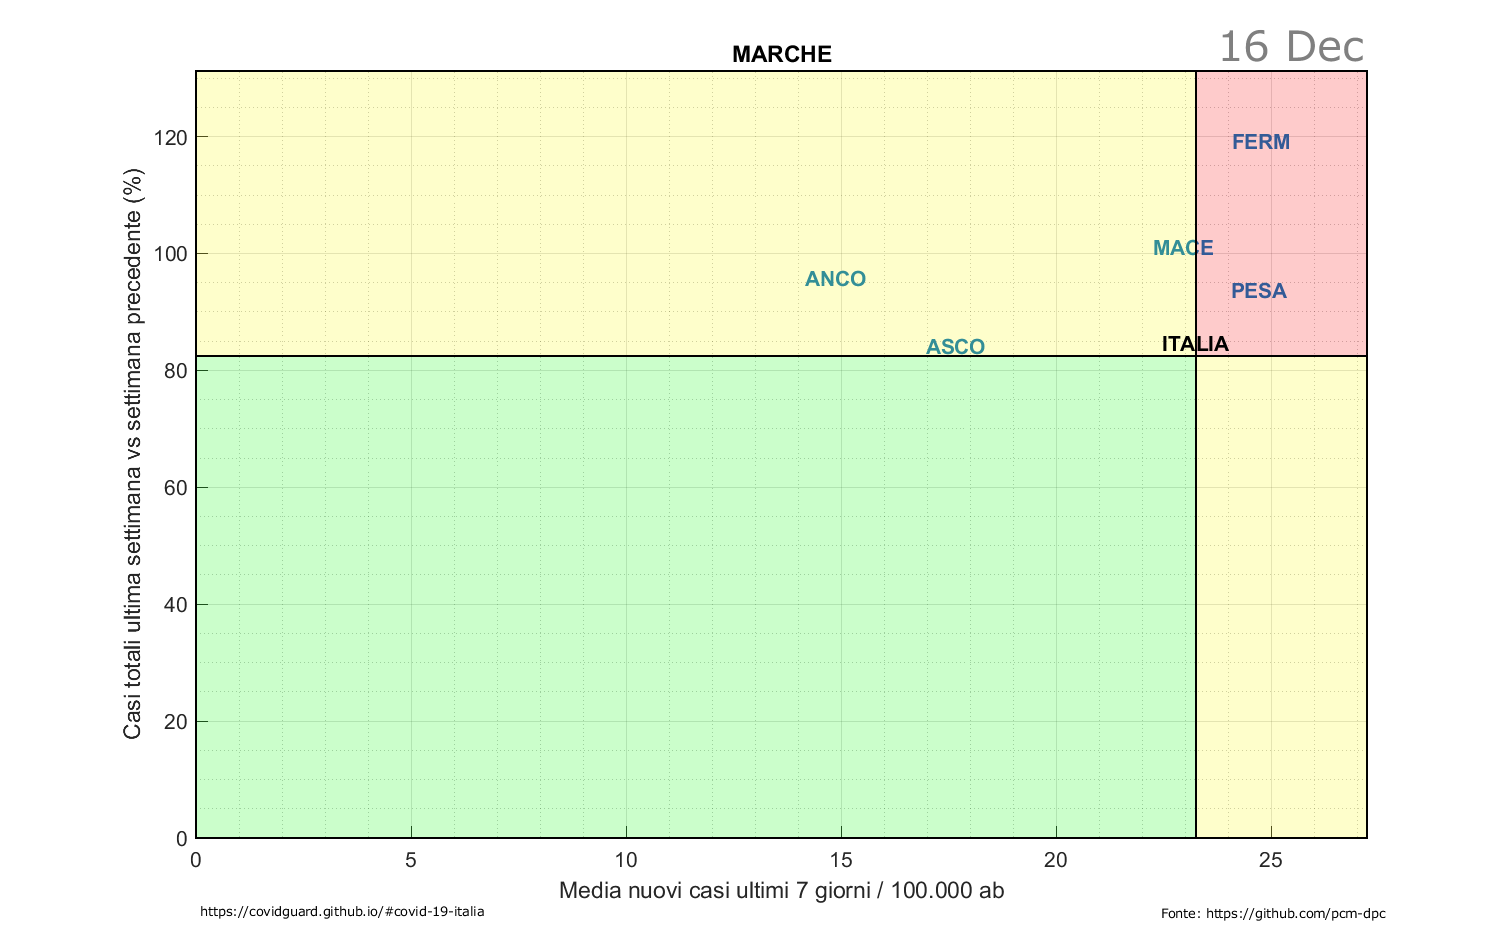 16 Dec
MARCHE
Casi totali ultima settimana vs settimana precedente (%)
120
100
80
60
40
20
0
FERM
MACE
ANCO
PESA
ITALIA
ASCO
0 5 10 15 20 25
Media nuovi casi ultimi 7 giorni / 100.000 ab
https://covidguard.github.io/#covid-19-italia
Fonte: https://github.com/pcm-dpc